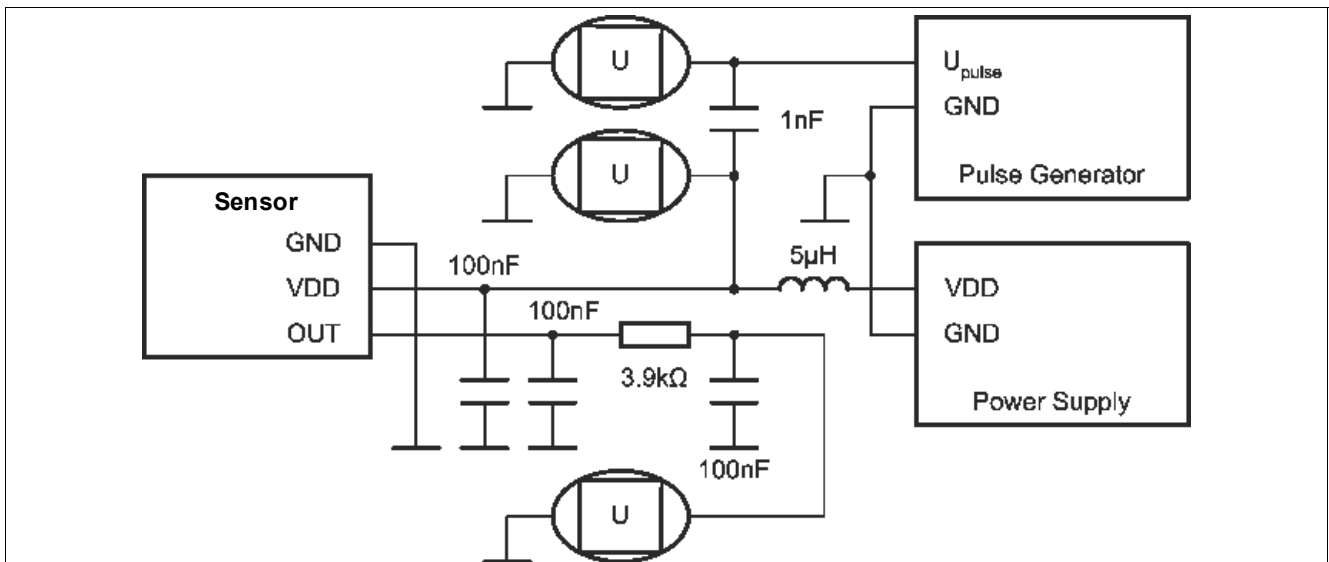 U
U_pulse
GND
1nF
Pulse Generator
U
Sensor
GND
VDD
OUT
100nF
100nF
5µH
VDD
GND
Power Supply
3.9kΩ
100nF
U